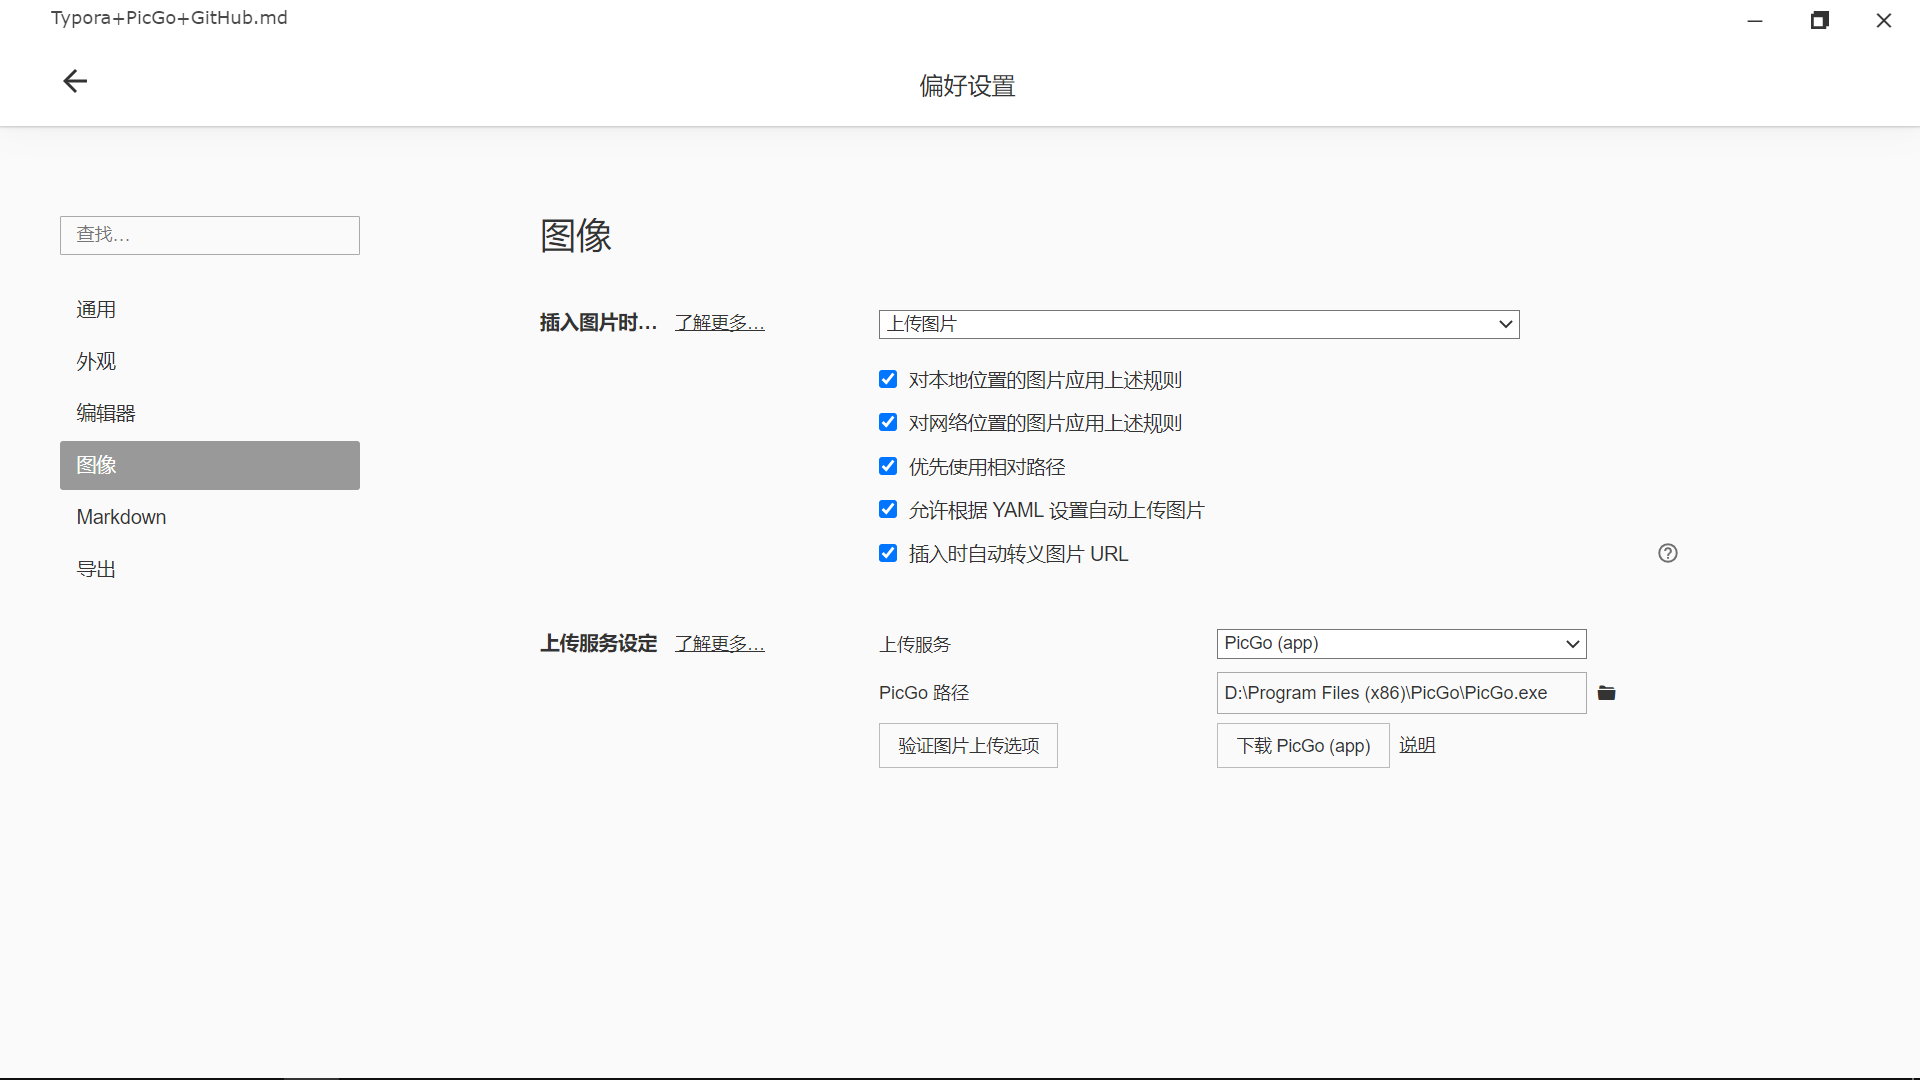 Typora+PicGo+GitHub.md
偏好设置
查找...
通用
外观
编辑器
图像
Markdown
导出
图像
插入图片时... 了解更多... 上传图片
对本地位置的图片应用上述规则
对网络位置的图片应用上述规则
优先使用相对路径
允许根据 YAML 设置自动上传图片
插入时自动转义图片 URL
上传服务设定 了解更多... 上传服务 PicGo (app)
PicGo 路径 D:\Program Files (x86)\PicGo\PicGo.exe
验证图片上传选项 下载 PicGo (app) 说明